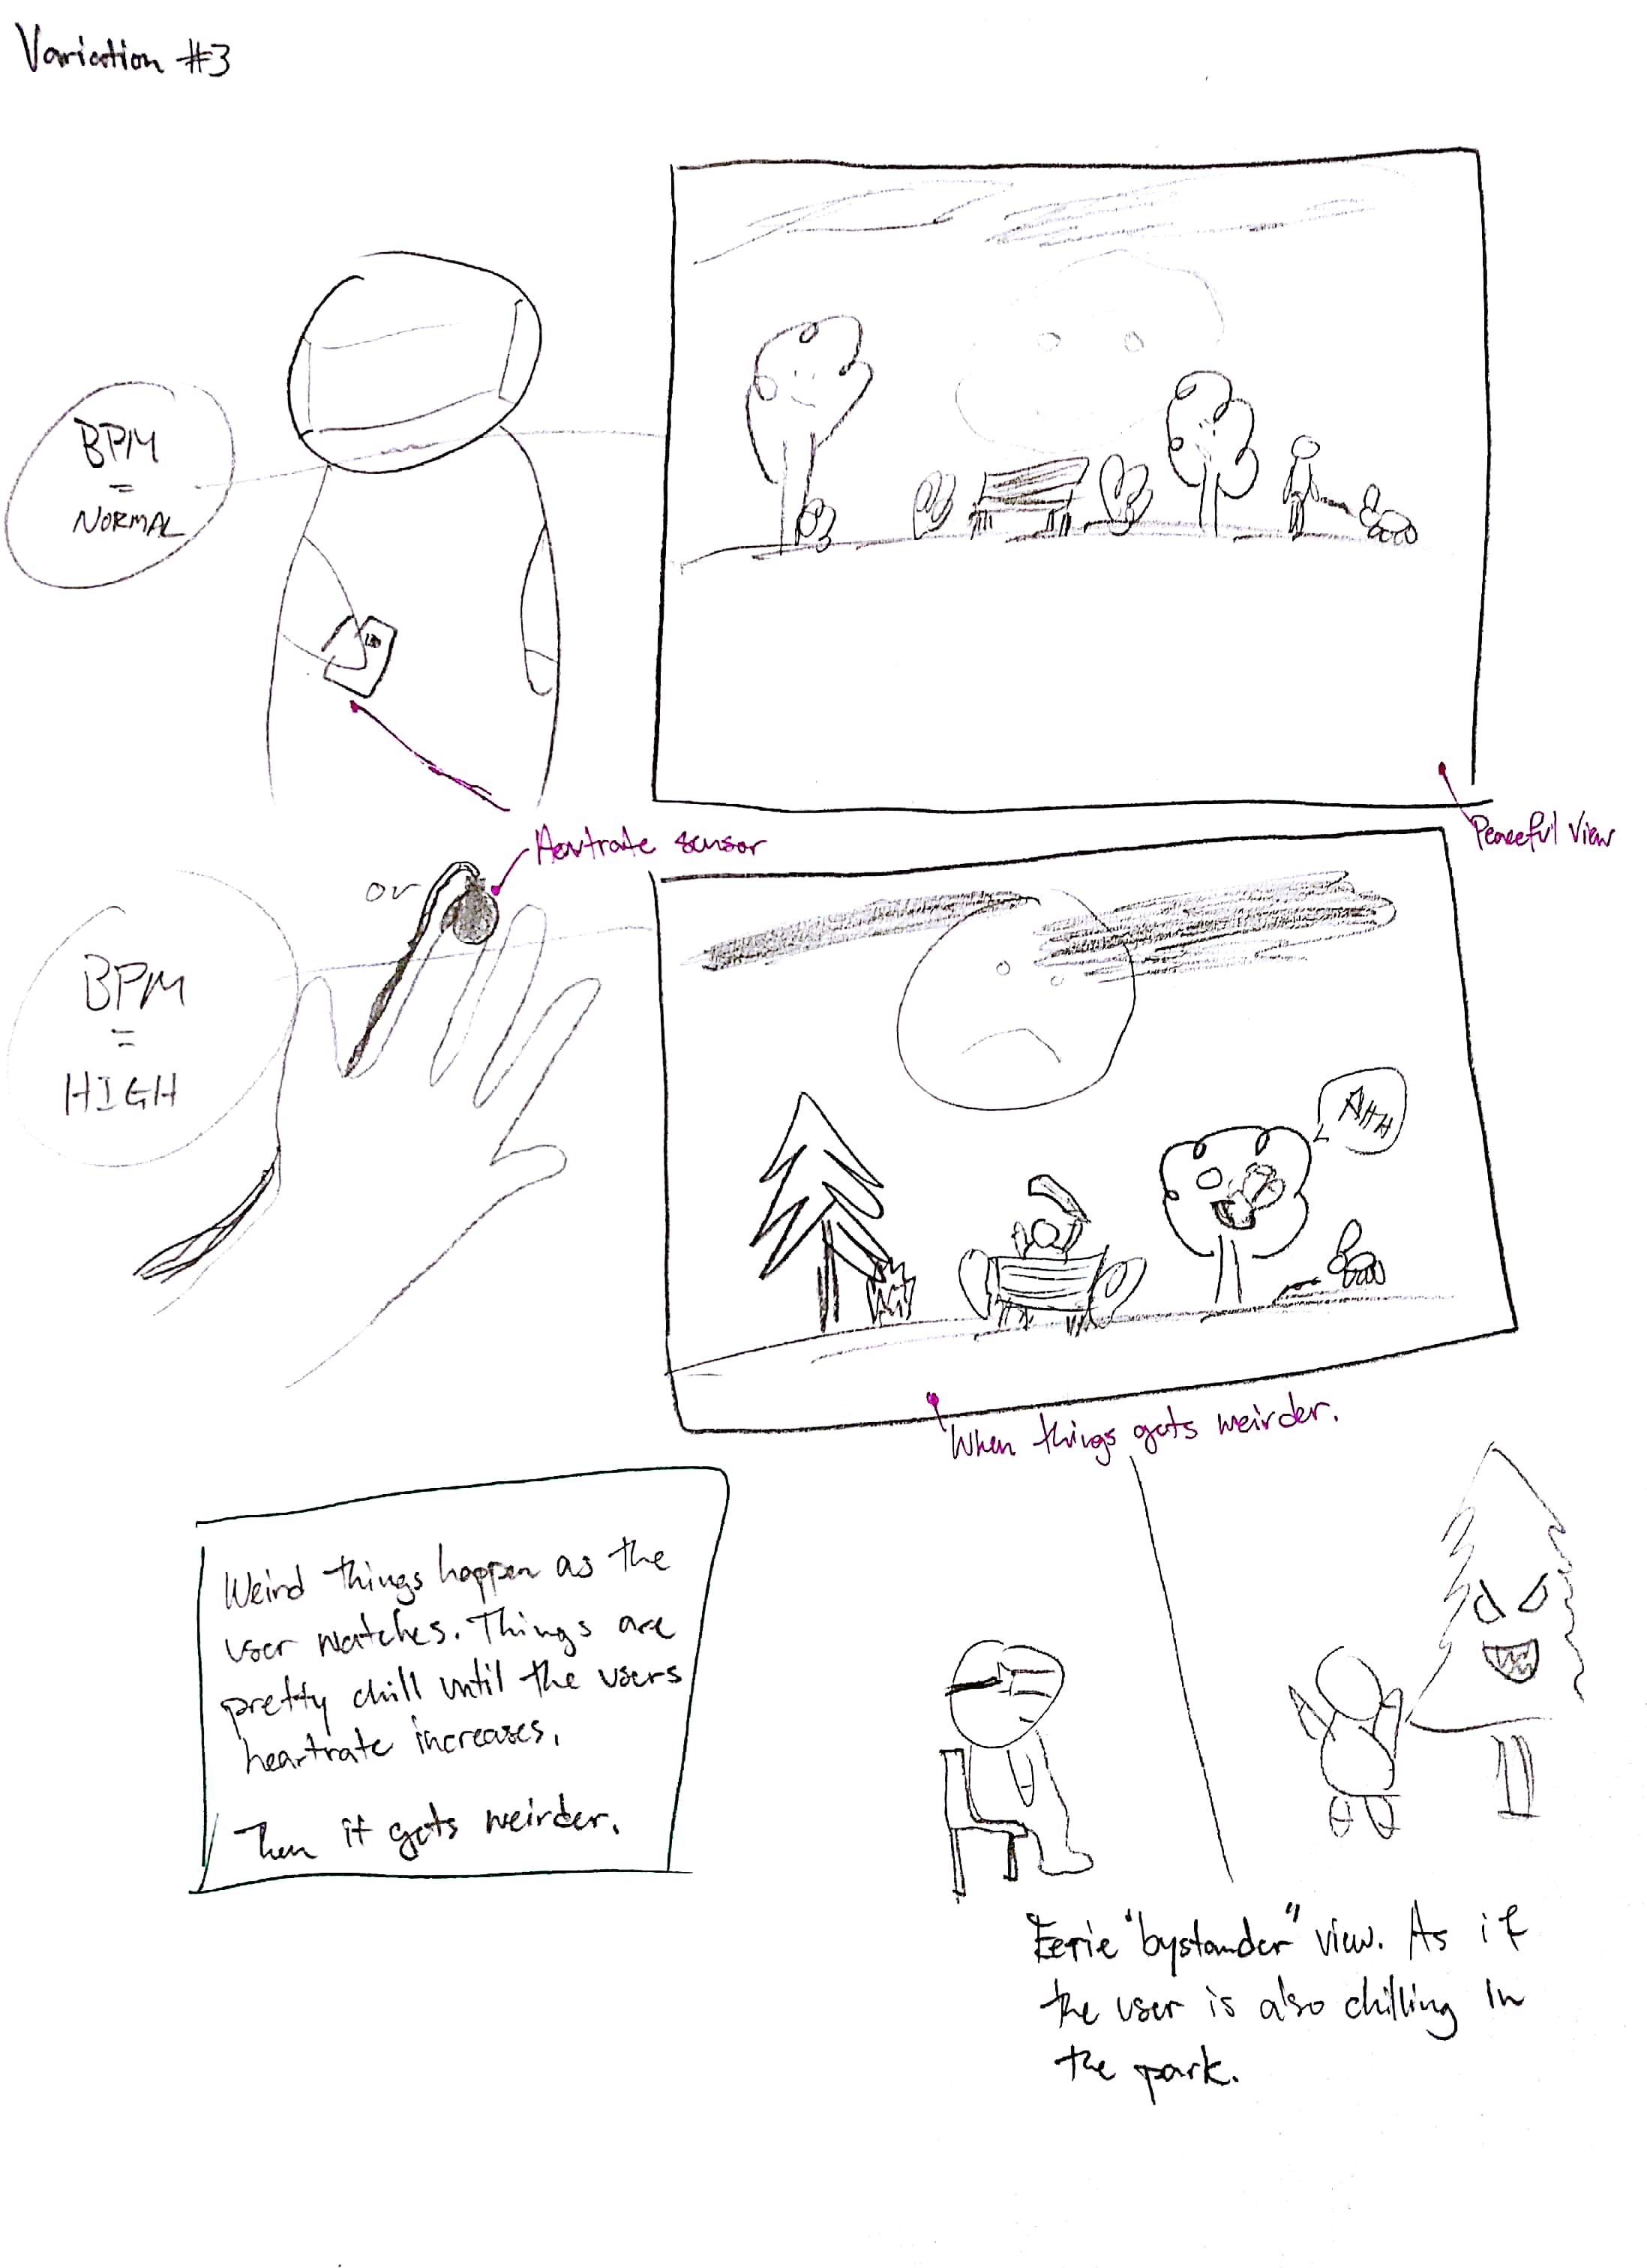 Variation #3
BPM
=
NORMAL
Peaceful View
Heartrate sensor
or
BPM
=
HIGH
AHH
When things gets weirder.
Weird things happen as the
user watches. Things are
pretty chill until the users
heartrate increases.
Then it gets weirder.
Eerie "bystander" view. As if
the user is also chilling in
the park.